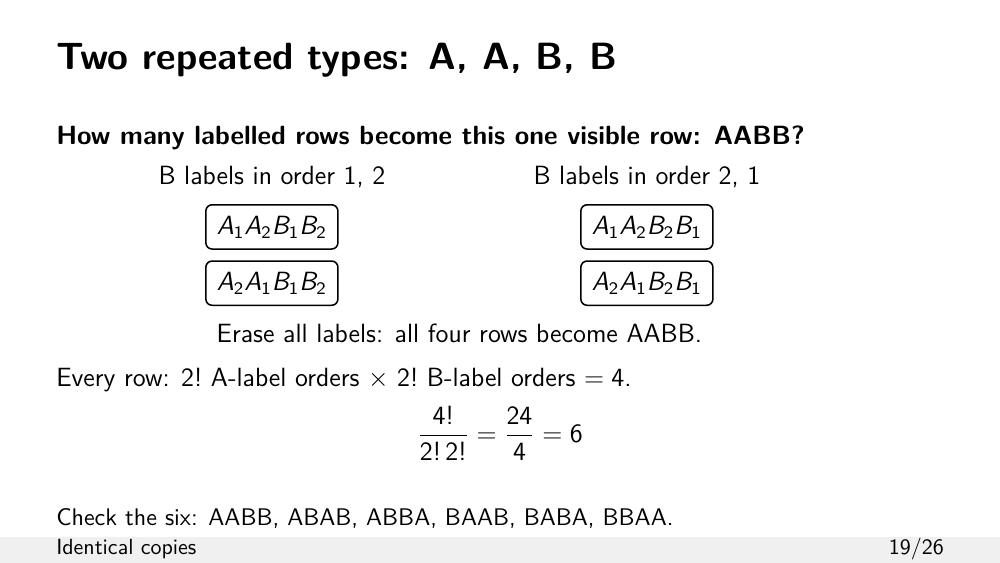 Two repeated types: A, A, B, B
How many labelled rows become this one visible row: AABB?
B labels in order 1, 2
B labels in order 2, 1
A₁A₂B₁B₂
A₁A₂B₂B₁
A₂A₁B₁B₂
A₂A₁B₂B₁
Erase all labels: all four rows become AABB.
Every row: 2! A-label orders × 2! B-label orders = 4.
4!/(2! 2!) = 24/4 = 6
Check the six: AABB, ABAB, ABBA, BAAB, BABA, BBAA.
Identical copies
19/26